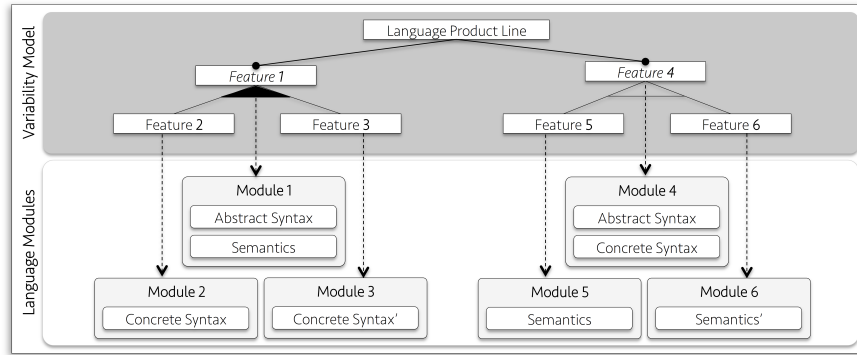 Variability Model
Language Product Line
Feature 1
Feature 4
Feature 2
Feature 3
Feature 5
Feature 6
Language Modules
Module 1
Abstract Syntax
Semantics
Module 4
Abstract Syntax
Concrete Syntax
Module 2
Concrete Syntax
Module 3
Concrete Syntax’
Module 5
Semantics
Module 6
Semantics’